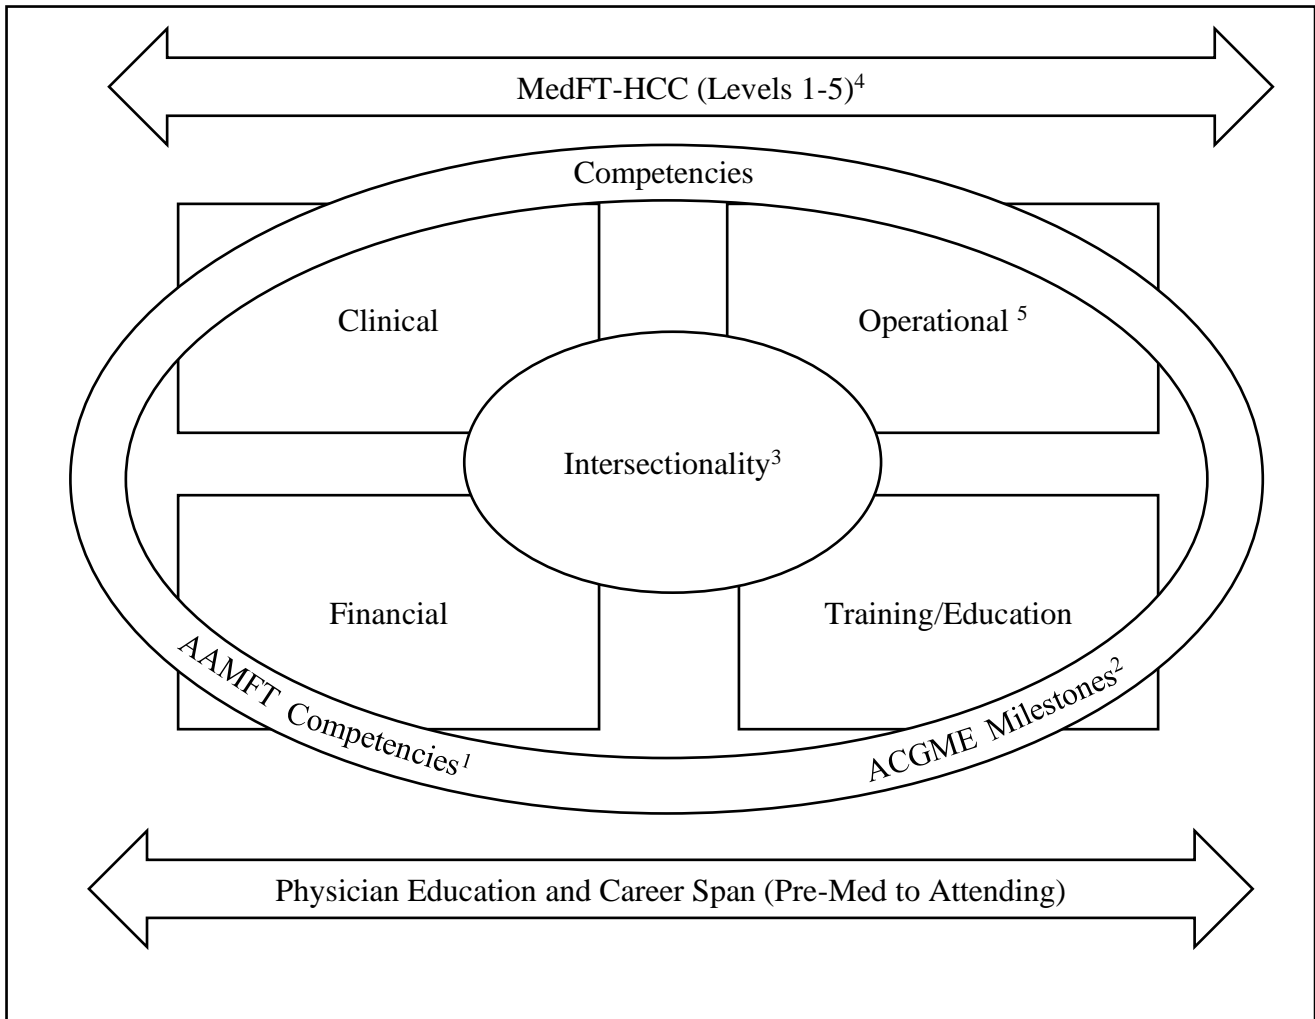 MedFT-HCC (Levels 1-5)⁴
Competencies
Clinical
Operational ⁵
Intersectionality³
Financial
Training/Education
AAMFT Competencies¹
ACGME Milestones²
Physician Education and Career Span (Pre-Med to Attending)